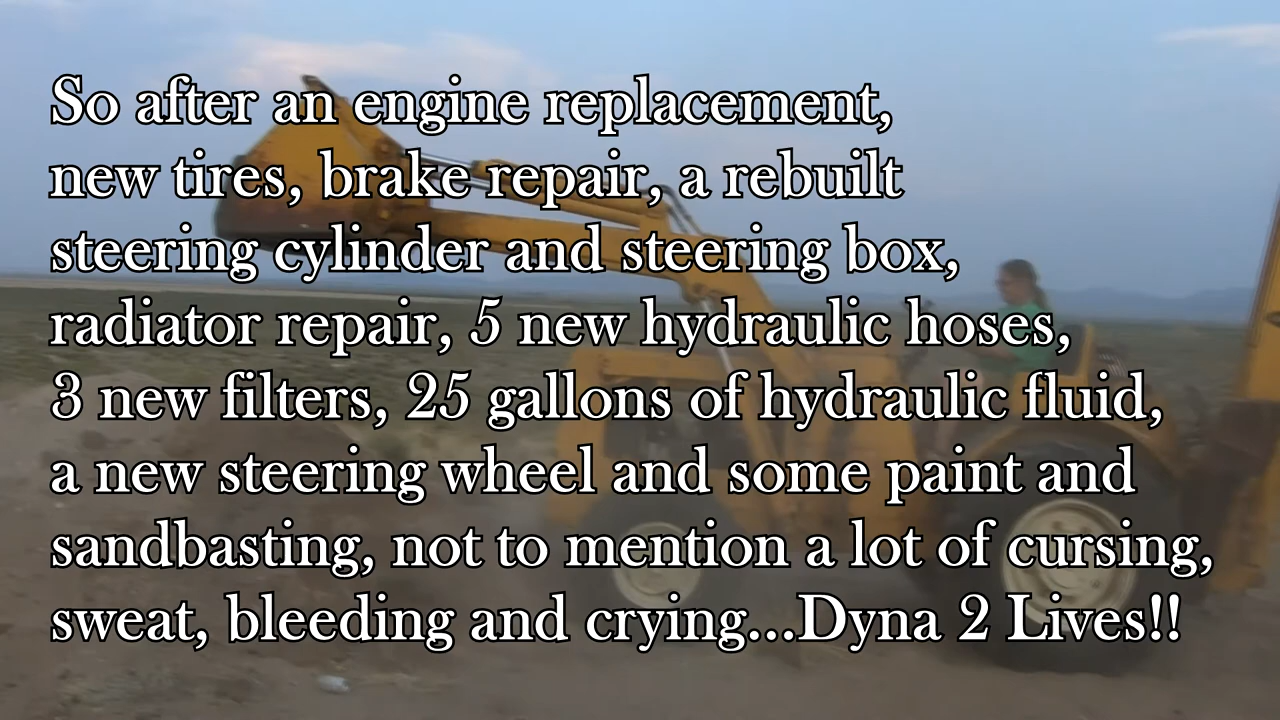 So after an engine replacement,
new tires, brake repair, a rebuilt
steering cylinder and steering box,
radiator repair, 5 new hydraulic hoses,
3 new filters, 25 gallons of hydraulic fluid,
a new steering wheel and some paint and
sandbasting, not to mention a lot of cursing,
sweat, bleeding and crying...Dyna 2 Lives!!